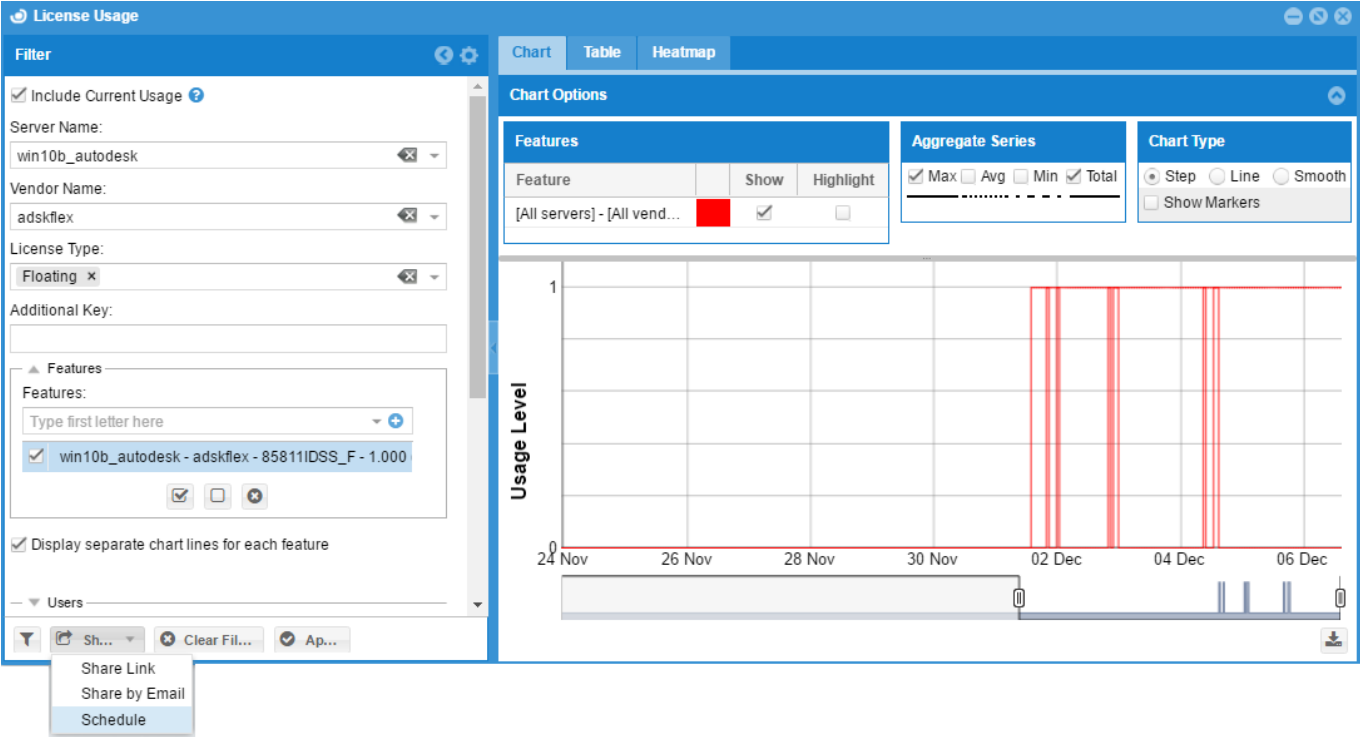 License Usage
Filter
Include Current Usage
Server Name:
win10b_autodesk
Vendor Name:
adskflex
License Type:
Floating ×
Additional Key:
Features
Features:
Type first letter here
win10b_autodesk - adskflex - 85811IDSS_F - 1.000
Display separate chart lines for each feature
Users
Sh... Clear Fil... Ap...
Share Link
Share by Email
Schedule
Chart Table Heatmap
Chart Options
Features
Feature Show Highlight
[All servers] - [All vend...
Aggregate Series
Max Avg Min Total
Chart Type
Step Line Smooth
Show Markers
Usage Level
1
0
24 Nov 26 Nov 28 Nov 30 Nov 02 Dec 04 Dec 06 Dec